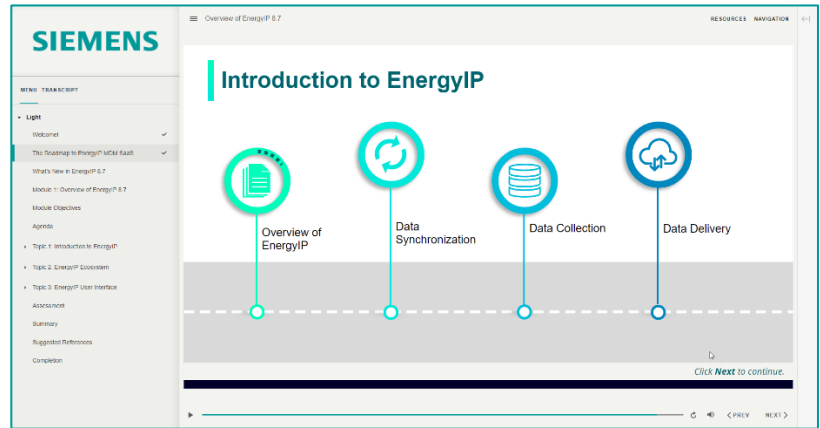 Overview of EnergyIP 8.7
RESOURCES NAVIGATION
SIEMENS
MENU TRANSCRIPT
Light
Welcome!
The Roadmap to EnergyIP MDM SaaS
What's New in EnergyIP 8.7
Module 1: Overview of EnergyIP 8.7
Module Objectives
Agenda
Topic 1: Introduction to EnergyIP
Topic 2: EnergyIP Ecosystem
Topic 3: EnergyIP User Interface
Assessment
Summary
Suggested References
Completion
Introduction to EnergyIP
Overview of
EnergyIP
Data
Synchronization
Data Collection
Data Delivery
Click Next to continue.
PREV NEXT